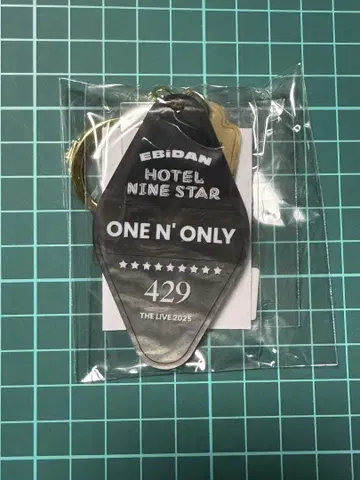 EBiDAN
HOTEL
NINE STAR
ONE N' ONLY
★★★★★★★★★
429
THE LIVE 2025